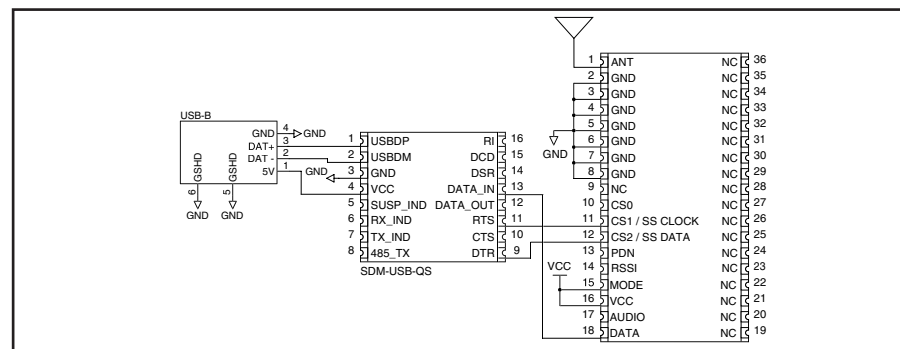 USB-B
GND 4 GND
DAT+ 3
DAT - 2
5V 1
GSHD GSHD
6 5
GND GND
1 USBDP RI 16
2 USBDM DCD 15
GND 3 GND DSR 14
4 VCC DATA_IN 13
5 SUSP_IND DATA_OUT 12
6 RX_IND RTS 11
7 TX_IND CTS 10
8 485_TX DTR 9
SDM-USB-QS
1 ANT NC 36
2 GND NC 35
3 GND NC 34
4 GND NC 33
5 GND NC 32
6 GND NC 31
GND 7 GND NC 30
8 GND NC 29
9 NC NC 28
10 CS0 NC 27
11 CS1 / SS CLOCK NC 26
12 CS2 / SS DATA NC 25
13 PDN NC 24
VCC 14 RSSI NC 23
15 MODE NC 22
16 VCC NC 21
17 AUDIO NC 20
18 DATA NC 19